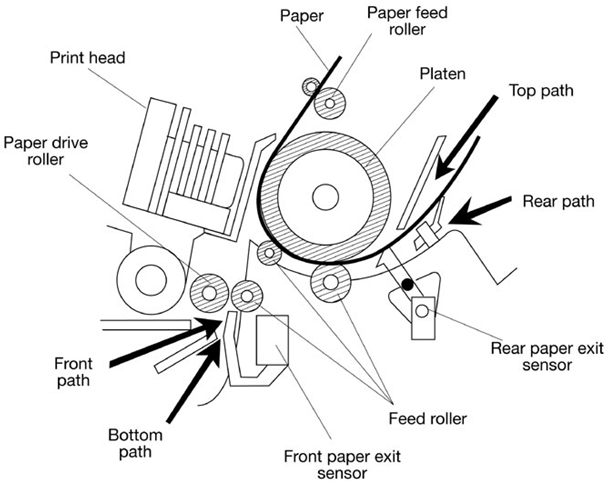 Paper
Paper feed
roller
Print head
Platen
Top path
Paper drive
roller
Rear path
Front
path
Rear paper exit
sensor
Feed roller
Bottom
path
Front paper exit
sensor